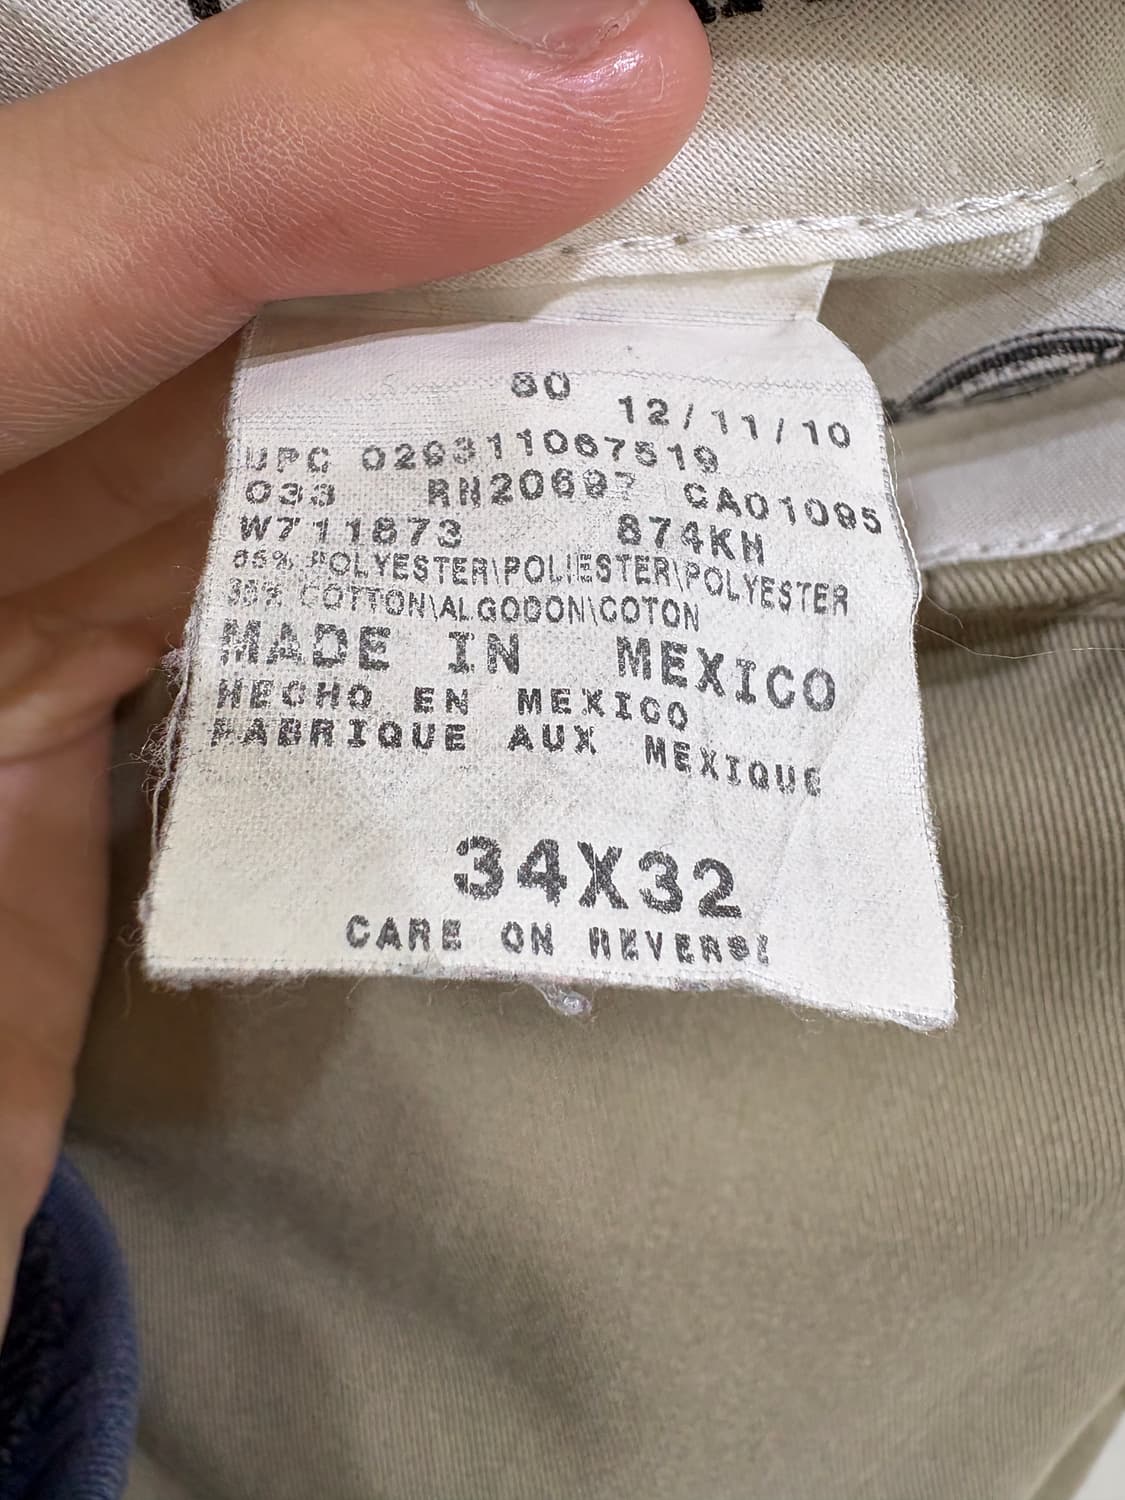 80
12/11/10
UPC 029311067519
033 RN20697 CA01095
W711873 874KH
65% POLYESTER\POLIESTER\POLYESTER
35% COTTON\ALGODON\COTON
MADE IN MEXICO
HECHO EN MEXICO
FABRIQUE AUX MEXIQUE
34X32
CARE ON REVERSE